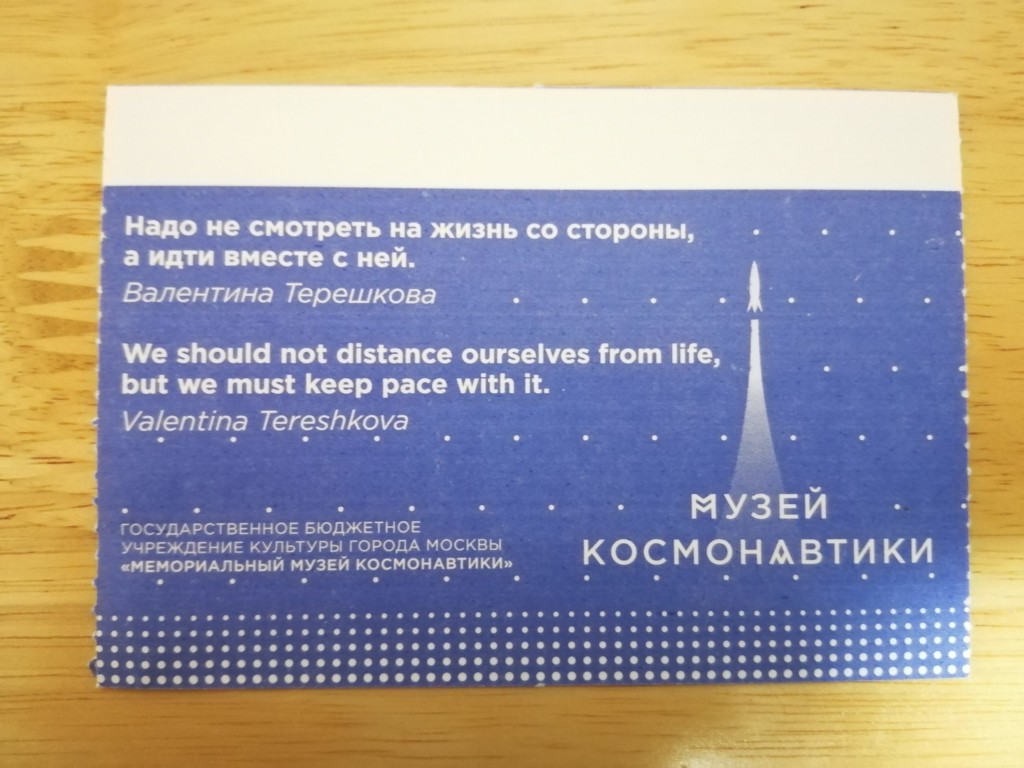 Надо не смотреть на жизнь со стороны,
а идти вместе с ней.
Валентина Терешкова
We should not distance ourselves from life,
but we must keep pace with it.
Valentina Tereshkova
ГОСУДАРСТВЕННОЕ БЮДЖЕТНОЕ
УЧРЕЖДЕНИЕ КУЛЬТУРЫ ГОРОДА МОСКВЫ
«МЕМОРИАЛЬНЫЙ МУЗЕЙ КОСМОНАВТИКИ»
МУЗЕЙ
КОСМОНАВТИКИ